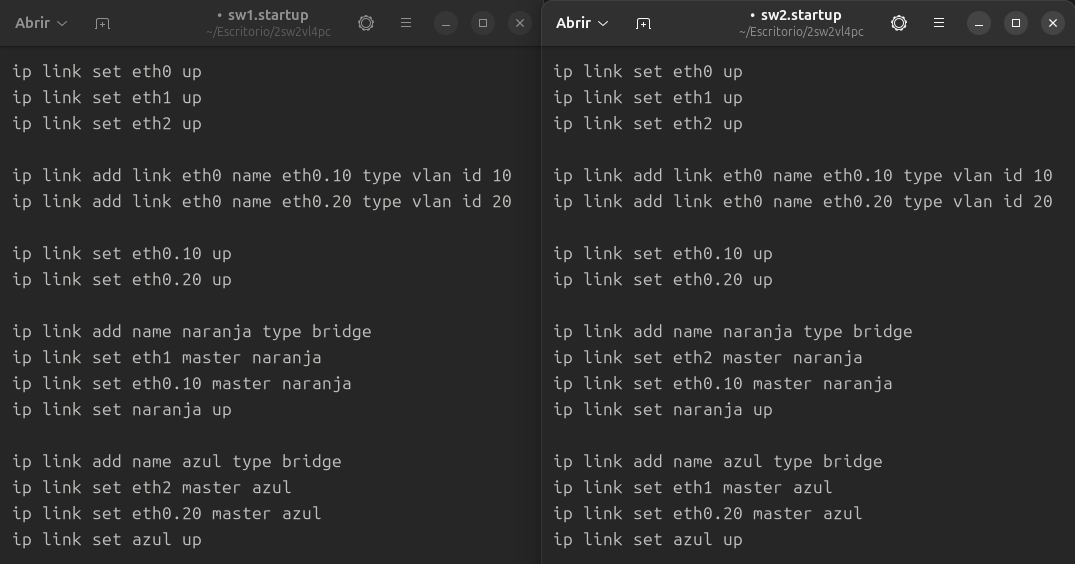 Abrir
• sw1.startup
~/Escritorio/2sw2vl4pc
ip link set eth0 up
ip link set eth1 up
ip link set eth2 up
ip link add link eth0 name eth0.10 type vlan id 10
ip link add link eth0 name eth0.20 type vlan id 20
ip link set eth0.10 up
ip link set eth0.20 up
ip link add name naranja type bridge
ip link set eth1 master naranja
ip link set eth0.10 master naranja
ip link set naranja up
ip link add name azul type bridge
ip link set eth2 master azul
ip link set eth0.20 master azul
ip link set azul up
Abrir
• sw2.startup
~/Escritorio/2sw2vl4pc
ip link set eth0 up
ip link set eth1 up
ip link set eth2 up
ip link add link eth0 name eth0.10 type vlan id 10
ip link add link eth0 name eth0.20 type vlan id 20
ip link set eth0.10 up
ip link set eth0.20 up
ip link add name naranja type bridge
ip link set eth2 master naranja
ip link set eth0.10 master naranja
ip link set naranja up
ip link add name azul type bridge
ip link set eth1 master azul
ip link set eth0.20 master azul
ip link set azul up